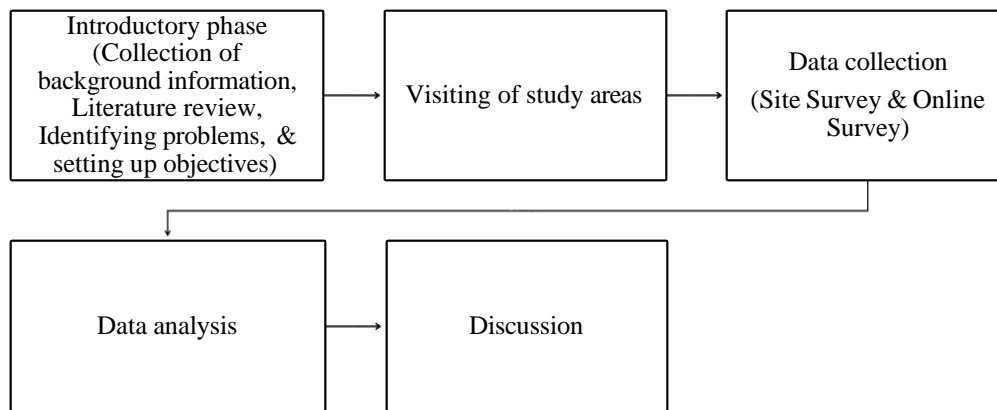 Introductory phase
(Collection of
background information,
Literature review,
Identifying problems, &
setting up objectives)
Visiting of study areas
Data collection
(Site Survey & Online
Survey)
Data analysis
Discussion